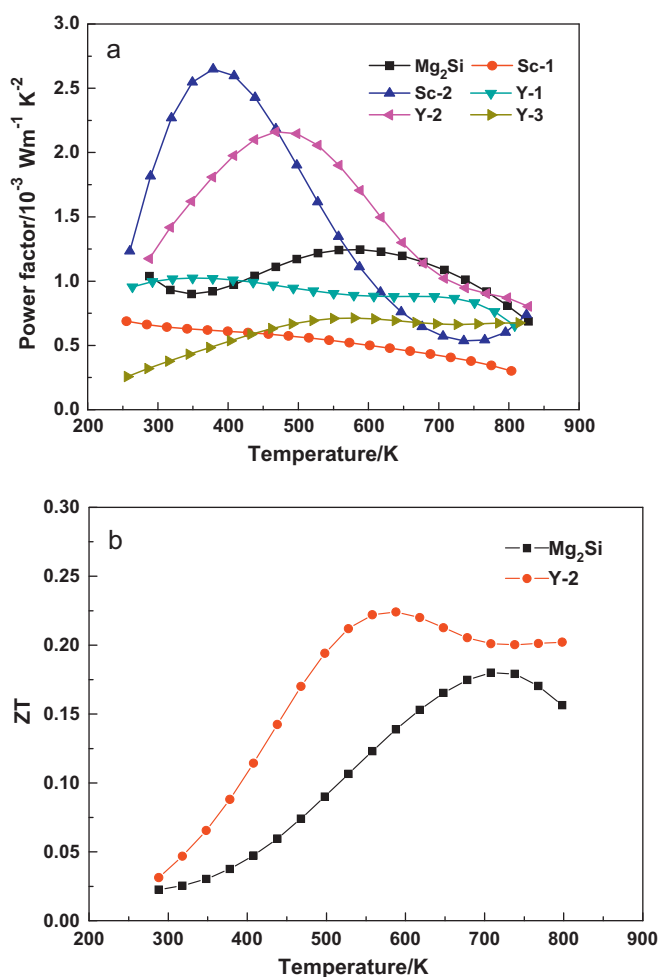 a
3.0
2.5
2.0
1.5
1.0
0.5
0.0
Power factor/10⁻³ Wm⁻¹ K⁻²
Mg₂Si Sc-1
Sc-2 Y-1
Y-2 Y-3
200 300 400 500 600 700 800 900
Temperature/K
b
0.30
0.25
0.20
0.15
0.10
0.05
0.00
ZT
Mg₂Si
Y-2
200 300 400 500 600 700 800
Temperature/K